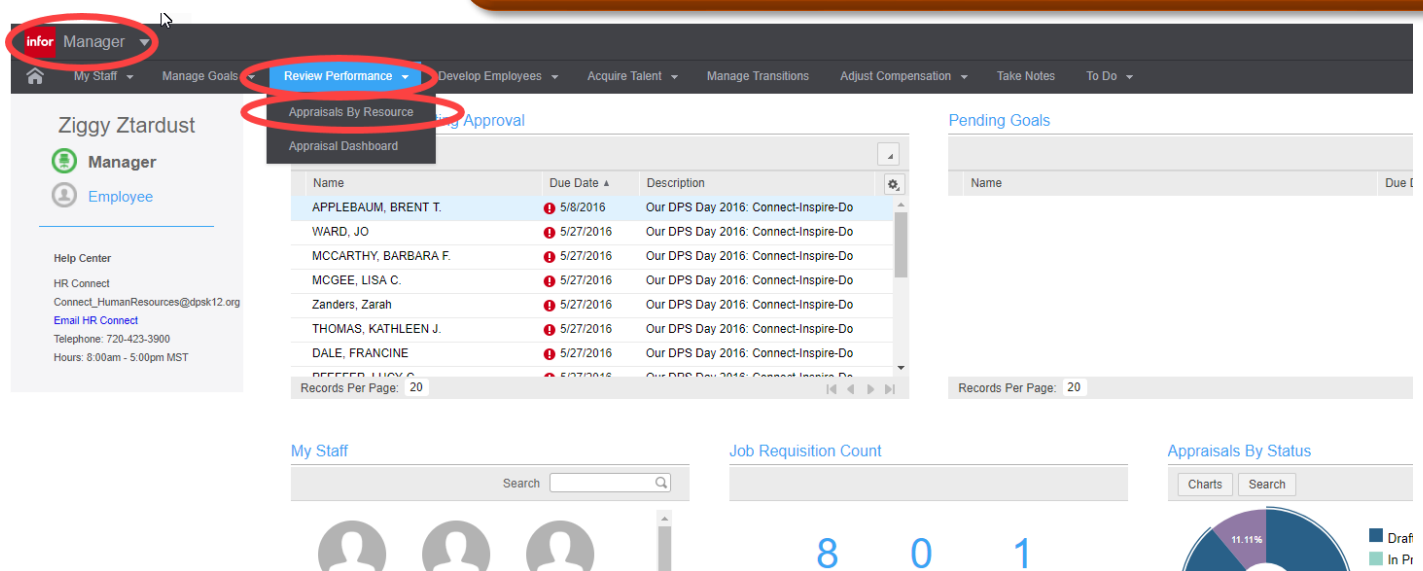 infor Manager
My Staff Manage Goals Review Performance Develop Employees Acquire Talent Manage Transitions Adjust Compensation Take Notes To Do
Appraisals By Resource
Appraisal Dashboard
Ziggy Ztardust
Manager
Employee
Help Center
HR Connect
Connect_HumanResources@dpsk12.org
Email HR Connect
Telephone: 720-423-3900
Hours: 8:00am - 5:00pm MST
Approval
Name Due Date Description
APPLEBAUM, BRENT T. 5/8/2016 Our DPS Day 2016: Connect-Inspire-Do
WARD, JO 5/27/2016 Our DPS Day 2016: Connect-Inspire-Do
MCCARTHY, BARBARA F. 5/27/2016 Our DPS Day 2016: Connect-Inspire-Do
MCGEE, LISA C. 5/27/2016 Our DPS Day 2016: Connect-Inspire-Do
Zanders, Zarah 5/27/2016 Our DPS Day 2016: Connect-Inspire-Do
THOMAS, KATHLEEN J. 5/27/2016 Our DPS Day 2016: Connect-Inspire-Do
DALE, FRANCINE 5/27/2016 Our DPS Day 2016: Connect-Inspire-Do
Records Per Page: 20
Pending Goals
Name Due
Records Per Page: 20
My Staff
Search
Job Requisition Count
8 0 1
Appraisals By Status
Charts Search
11.11%
Draft
In Pr